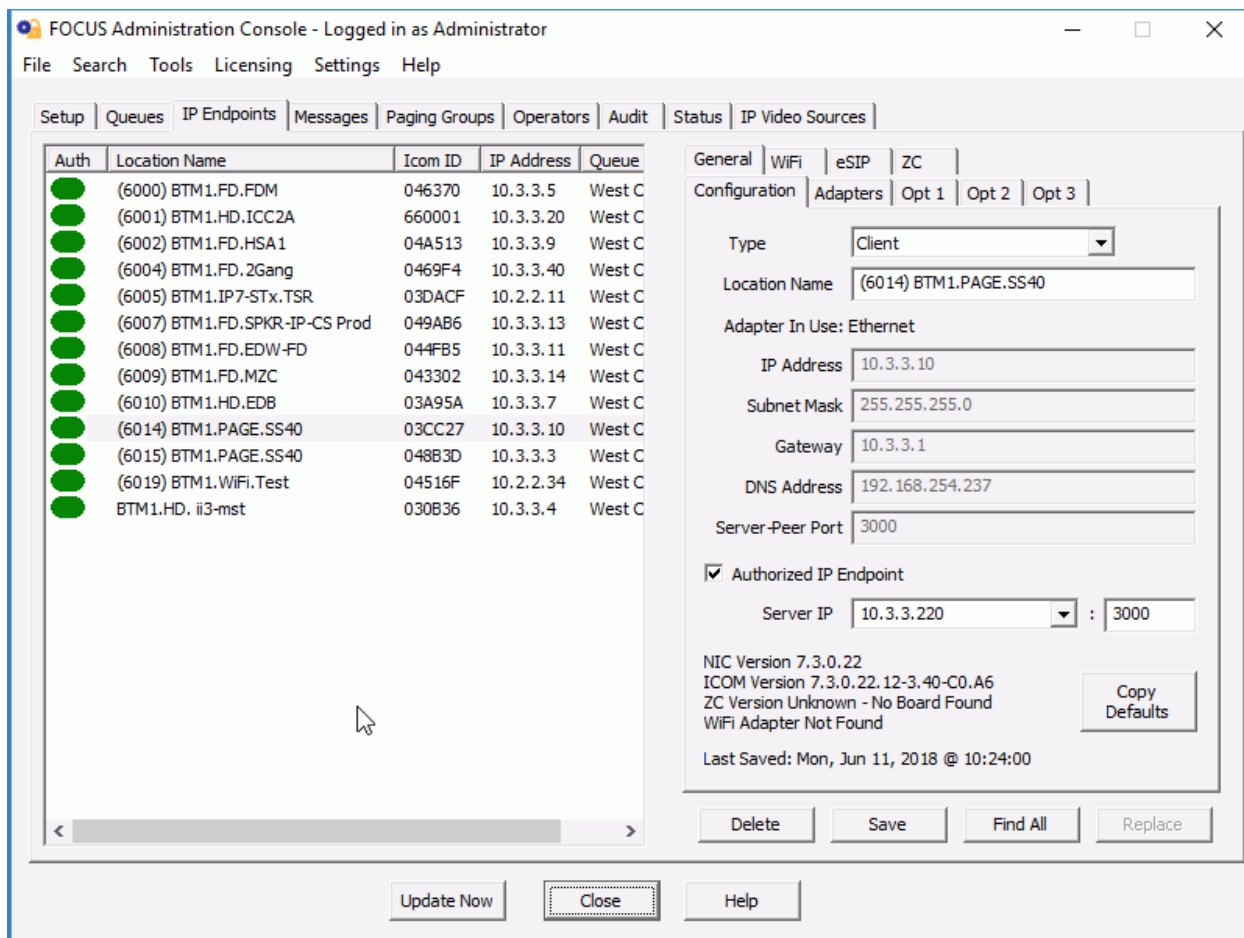 FOCUS Administration Console - Logged in as Administrator
File Search Tools Licensing Settings Help
Setup Queues IP Endpoints Messages Paging Groups Operators Audit Status IP Video Sources
Auth Location Name Icom ID IP Address Queue
(6000) BTM1.FD.FDM 046370 10.3.3.5 West C
(6001) BTM1.HD.ICC2A 660001 10.3.3.20 West C
(6002) BTM1.FD.HSA1 04A513 10.3.3.9 West C
(6004) BTM1.FD.2Gang 0469F4 10.3.3.40 West C
(6005) BTM1.IP7-STx.TSR 03DACF 10.2.2.11 West C
(6007) BTM1.FD.SPKR-IP-CS Prod 049AB6 10.3.3.13 West C
(6008) BTM1.FD.EDW-FD 044FB5 10.3.3.11 West C
(6009) BTM1.FD.MZC 043302 10.3.3.14 West C
(6010) BTM1.HD.EDB 03A95A 10.3.3.7 West C
(6014) BTM1.PAGE.SS40 03CC27 10.3.3.10 West C
(6015) BTM1.PAGE.SS40 048B3D 10.3.3.3 West C
(6019) BTM1.WiFi.Test 04516F 10.2.2.34 West C
BTM1.HD. ii3-mst 030B36 10.3.3.4 West C
General WiFi eSIP ZC
Configuration Adapters Opt 1 Opt 2 Opt 3
Type Client
Location Name (6014) BTM1.PAGE.SS40
Adapter In Use: Ethernet
IP Address 10.3.3.10
Subnet Mask 255.255.255.0
Gateway 10.3.3.1
DNS Address 192.168.254.237
Server-Peer Port 3000
Authorized IP Endpoint
Server IP 10.3.3.220 : 3000
NIC Version 7.3.0.22
ICOM Version 7.3.0.22.12-3.40-C0.A6
ZC Version Unknown - No Board Found
WiFi Adapter Not Found
Copy
Defaults
Last Saved: Mon, Jun 11, 2018 @ 10:24:00
Delete Save Find All Replace
Update Now Close Help